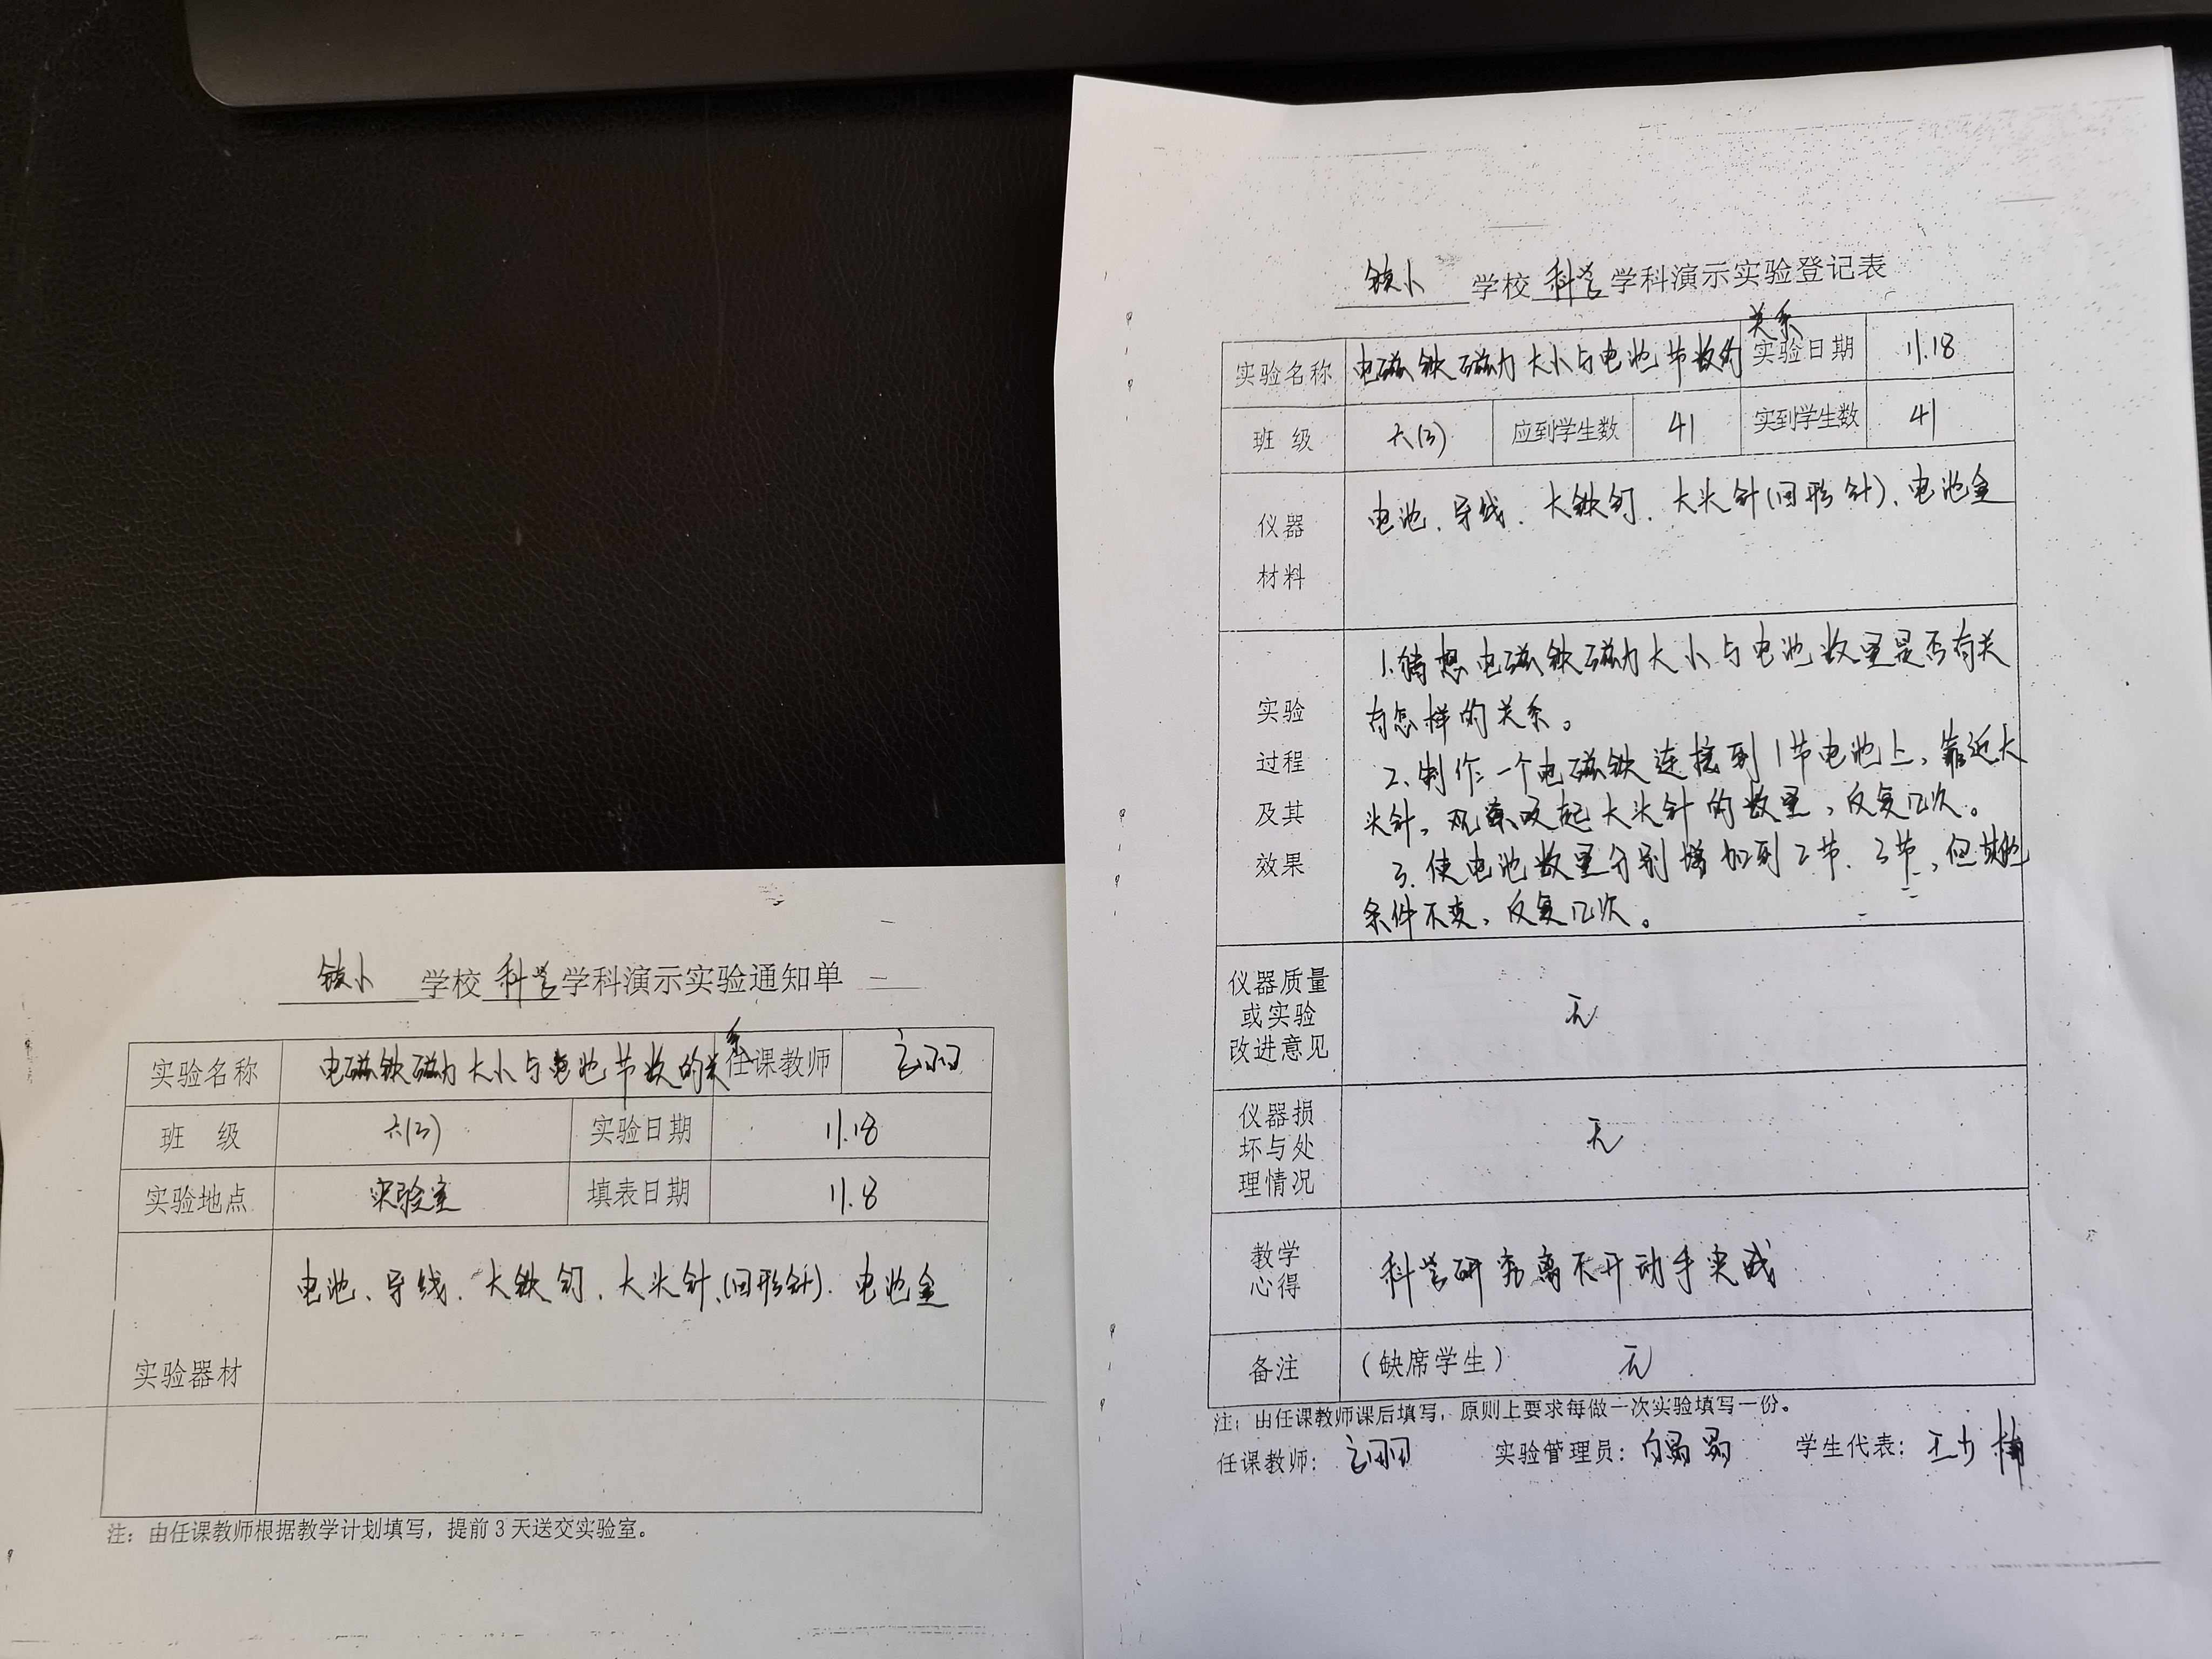 铁小 学校 科学 学科演示实验通知单
实验名称 电磁铁磁力大小与电池节数的关系 任课教师
班 级 六(3) 实验日期 11.18
实验地点 实验室 填表日期 11.8
电池、导线、大铁钉、大头针、(回形针)、电池盒
实验器材
注：由任课教师根据教学计划填写，提前3天送交实验室。
铁小 学校 科学 学科演示实验登记表
实验名称 电磁铁磁力大小与电池节数的关系 实验日期 11.18
班 级 六(3) 应到学生数 41 实到学生数 41
仪器
材料
电池、导线、大铁钉、大头针(回形针)、电池盒
实验
过程
及其
效果
1.猜想电磁铁磁力大小与电池数量是否有关
有怎样的关系。
2、制作一个电磁铁连接到1节电池上，靠近大
头针，观察吸起大头针的数量，反复几次。
3.使电池数量分别增加到2节、3节，但其他
条件不变，反复几次。
仪器质量
或实验
改进意见
无
仪器损
坏与处
理情况
无
教学
心得
科学研究离不开动手实践
备注 （缺席学生） 无
注：由任课教师课后填写，原则上要求每做一次实验填写一份。
任课教师： 实验管理员： 学生代表：